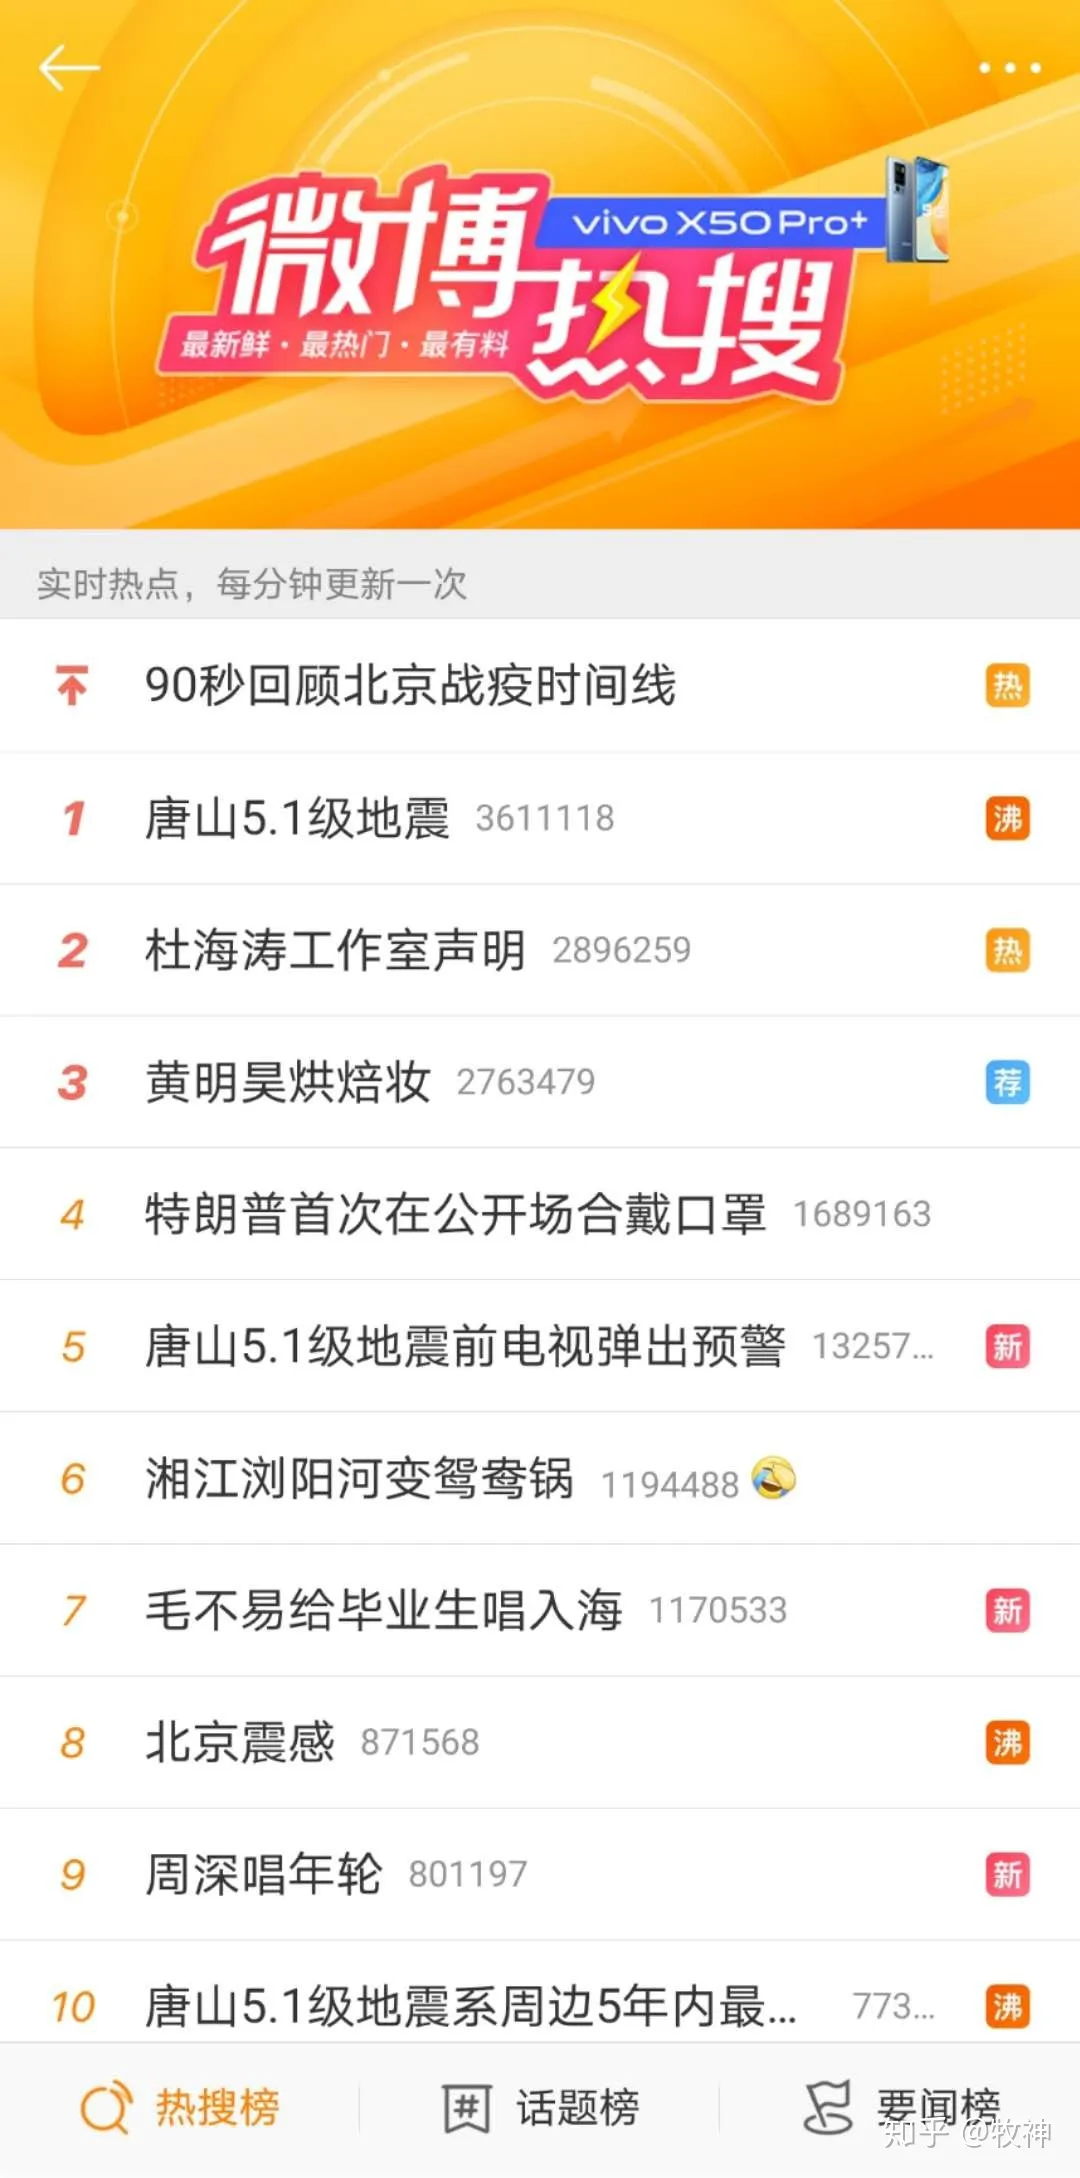 微博
vivo X50 Pro+
热搜
最新鲜·最热门·最有料
实时热点，每分钟更新一次
90秒回顾北京战疫时间线 热
1 唐山5.1级地震 3611118 沸
2 杜海涛工作室声明 2896259 热
3 黄明昊烘焙妆 2763479 荐
4 特朗普首次在公开场合戴口罩 1689163
5 唐山5.1级地震前电视弹出预警 13257... 新
6 湘江浏阳河变鸳鸯锅 1194488
7 毛不易给毕业生唱入海 1170533 新
8 北京震感 871568 沸
9 周深唱年轮 801197 新
10 唐山5.1级地震系周边5年内最... 773... 沸
热搜榜 # 话题榜 要闻榜
知乎 @牧神